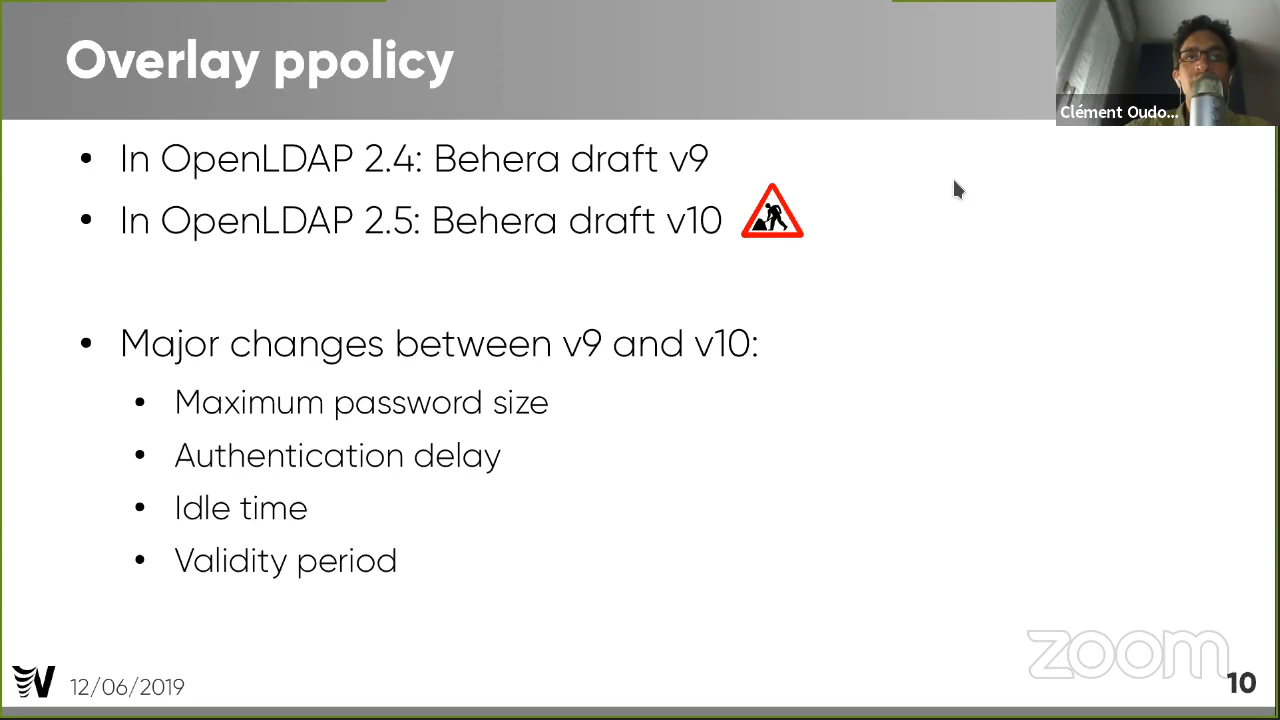 Overlay ppolicy
Clément Oudo...
• In OpenLDAP 2.4: Behera draft v9
• In OpenLDAP 2.5: Behera draft v10
• Major changes between v9 and v10:
• Maximum password size
• Authentication delay
• Idle time
• Validity period
zoom
12/06/2019
10